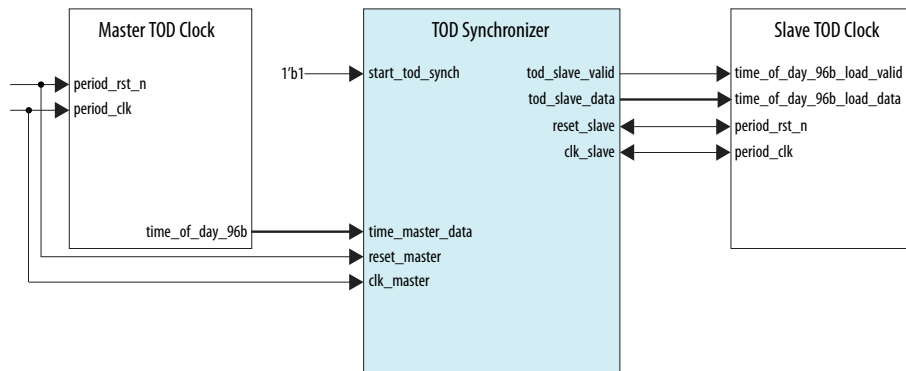 Master TOD Clock
period_rst_n
period_clk
time_of_day_96b
TOD Synchronizer
1'b1
start_tod_synch
tod_slave_valid
tod_slave_data
reset_slave
clk_slave
time_master_data
reset_master
clk_master
Slave TOD Clock
time_of_day_96b_load_valid
time_of_day_96b_load_data
period_rst_n
period_clk